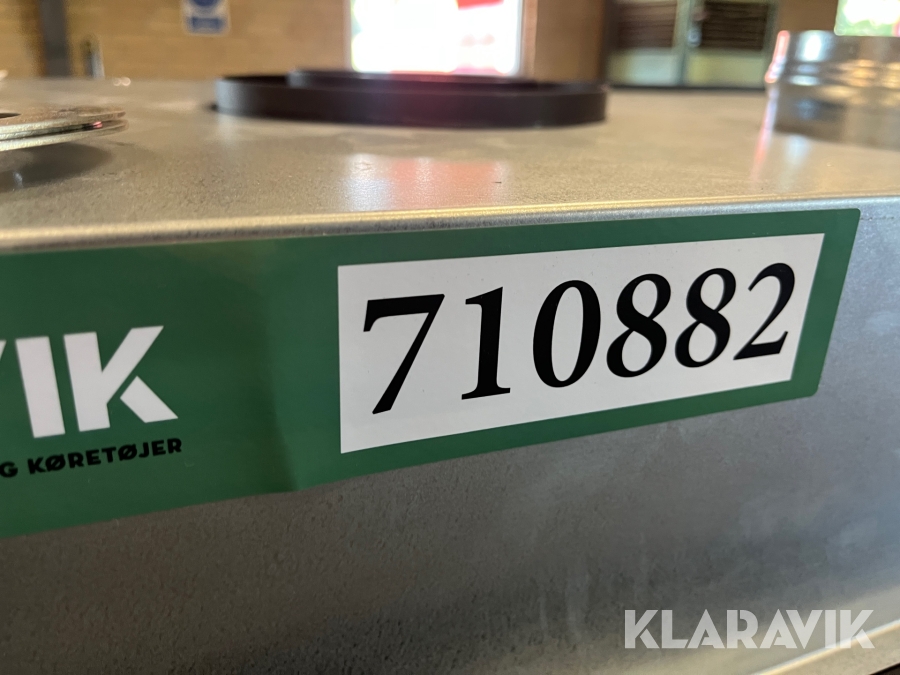 710882
VIK
G KØRETØJER
KLARAVIK